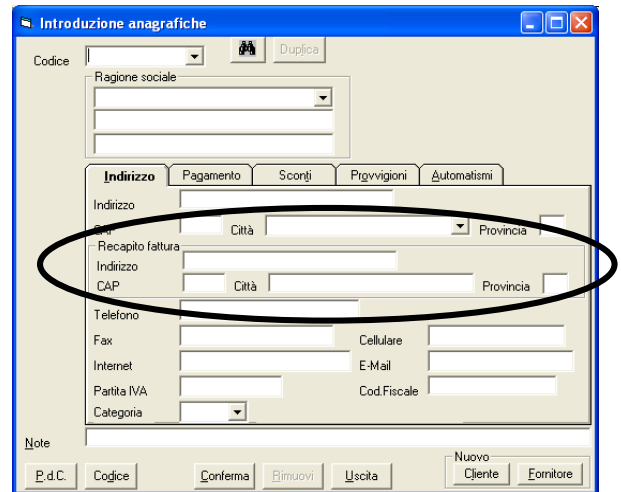 Introduzione anagrafiche
Codice Duplica
Ragione sociale
Indirizzo Pagamento Sconti Provvigioni Automatismi
Indirizzo
CAP Città Provincia
Recapito fattura
Indirizzo
CAP Città Provincia
Telefono
Fax Cellulare
Internet E-Mail
Partita IVA Cod.Fiscale
Categoria
Note
Nuovo
P.d.C. Codice Conferma Rimuovi Uscita Cliente Fornitore